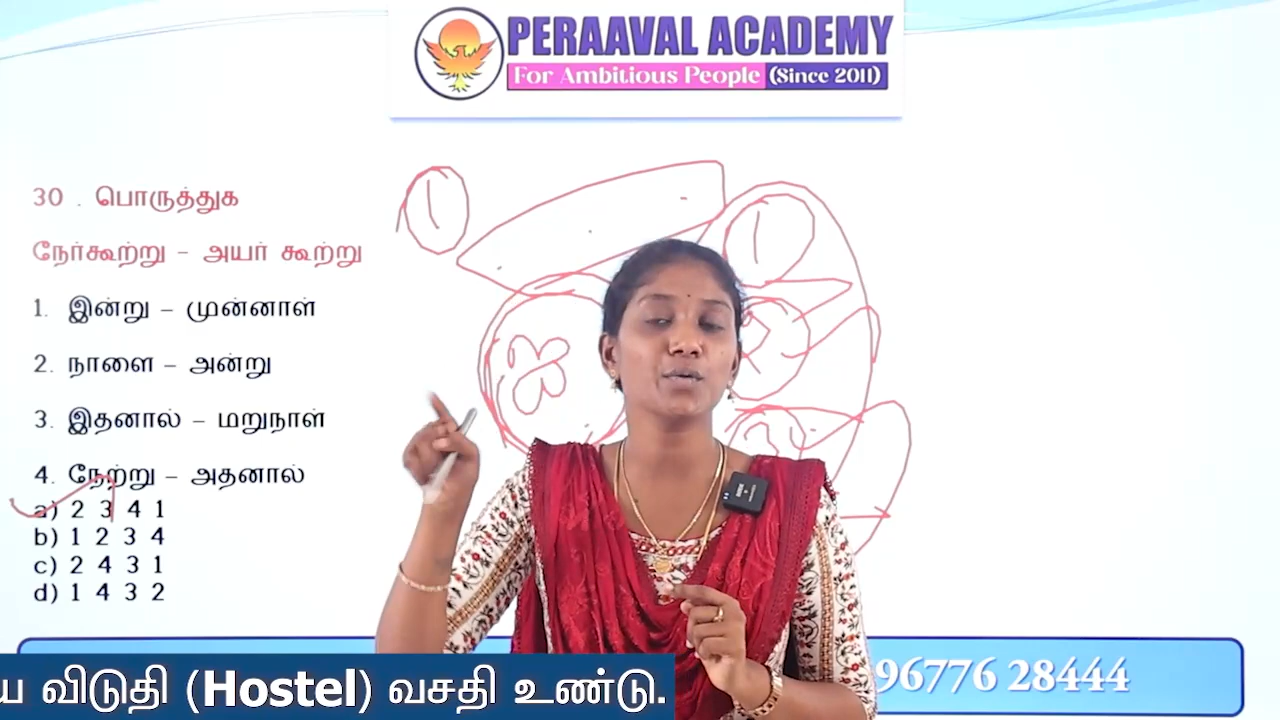 PERAAVAL ACADEMY
For Ambitious People (Since 2011)
30 . பொருத்துக
நேர்கூற்று – அயர் கூற்று
1. இன்று – முன்னாள்
2. நாளை – அன்று
3. இதனால் – மறுநாள்
4. நேற்று – அதனால்
a) 2 3 4 1
b) 1 2 3 4
c) 2 4 3 1
d) 1 4 3 2
1
1
இ
96776 28444
ய விடுதி (Hostel) வசதி உண்டு.